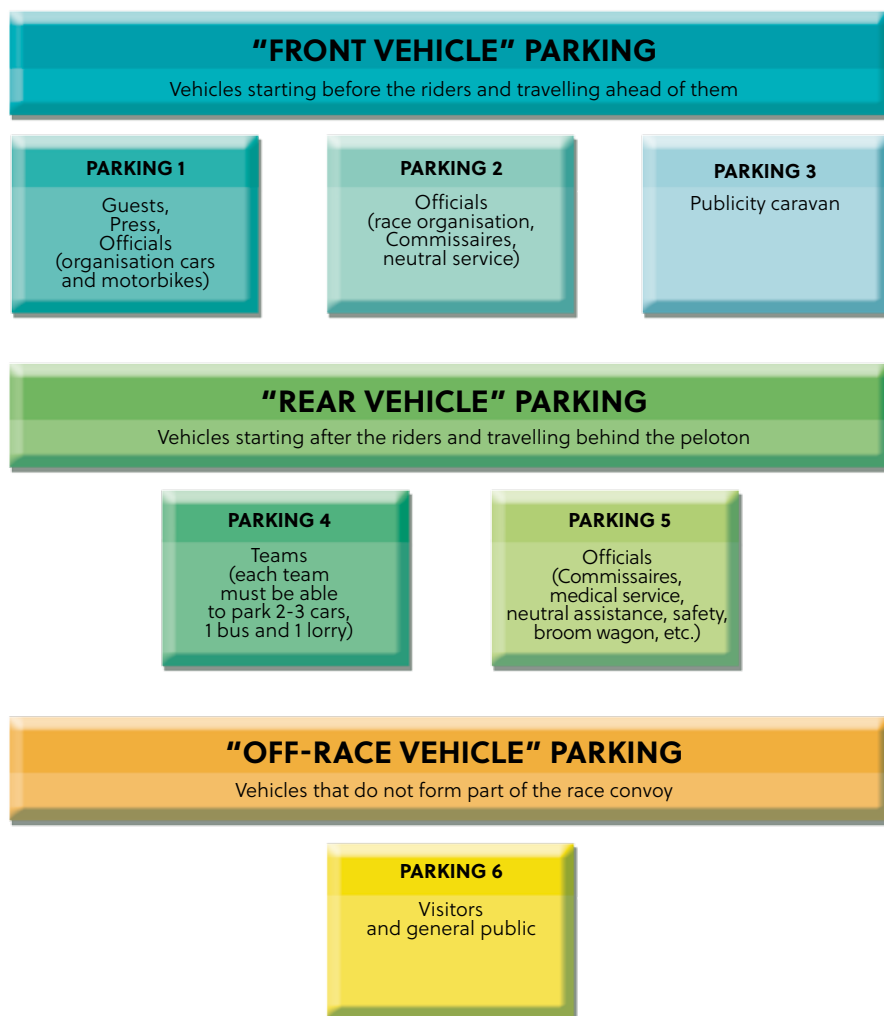 “FRONT VEHICLE” PARKING
Vehicles starting before the riders and travelling ahead of them
PARKING 1
Guests,
Press,
Officials
(organisation cars
and motorbikes)
PARKING 2
Officials
(race organisation,
Commissaires,
neutral service)
PARKING 3
Publicity caravan
“REAR VEHICLE” PARKING
Vehicles starting after the riders and travelling behind the peloton
PARKING 4
Teams
(each team
must be able
to park 2-3 cars,
1 bus and 1 lorry)
PARKING 5
Officials
(Commissaires,
medical service,
neutral assistance, safety,
broom wagon, etc.)
“OFF-RACE VEHICLE” PARKING
Vehicles that do not form part of the race convoy
PARKING 6
Visitors
and general public